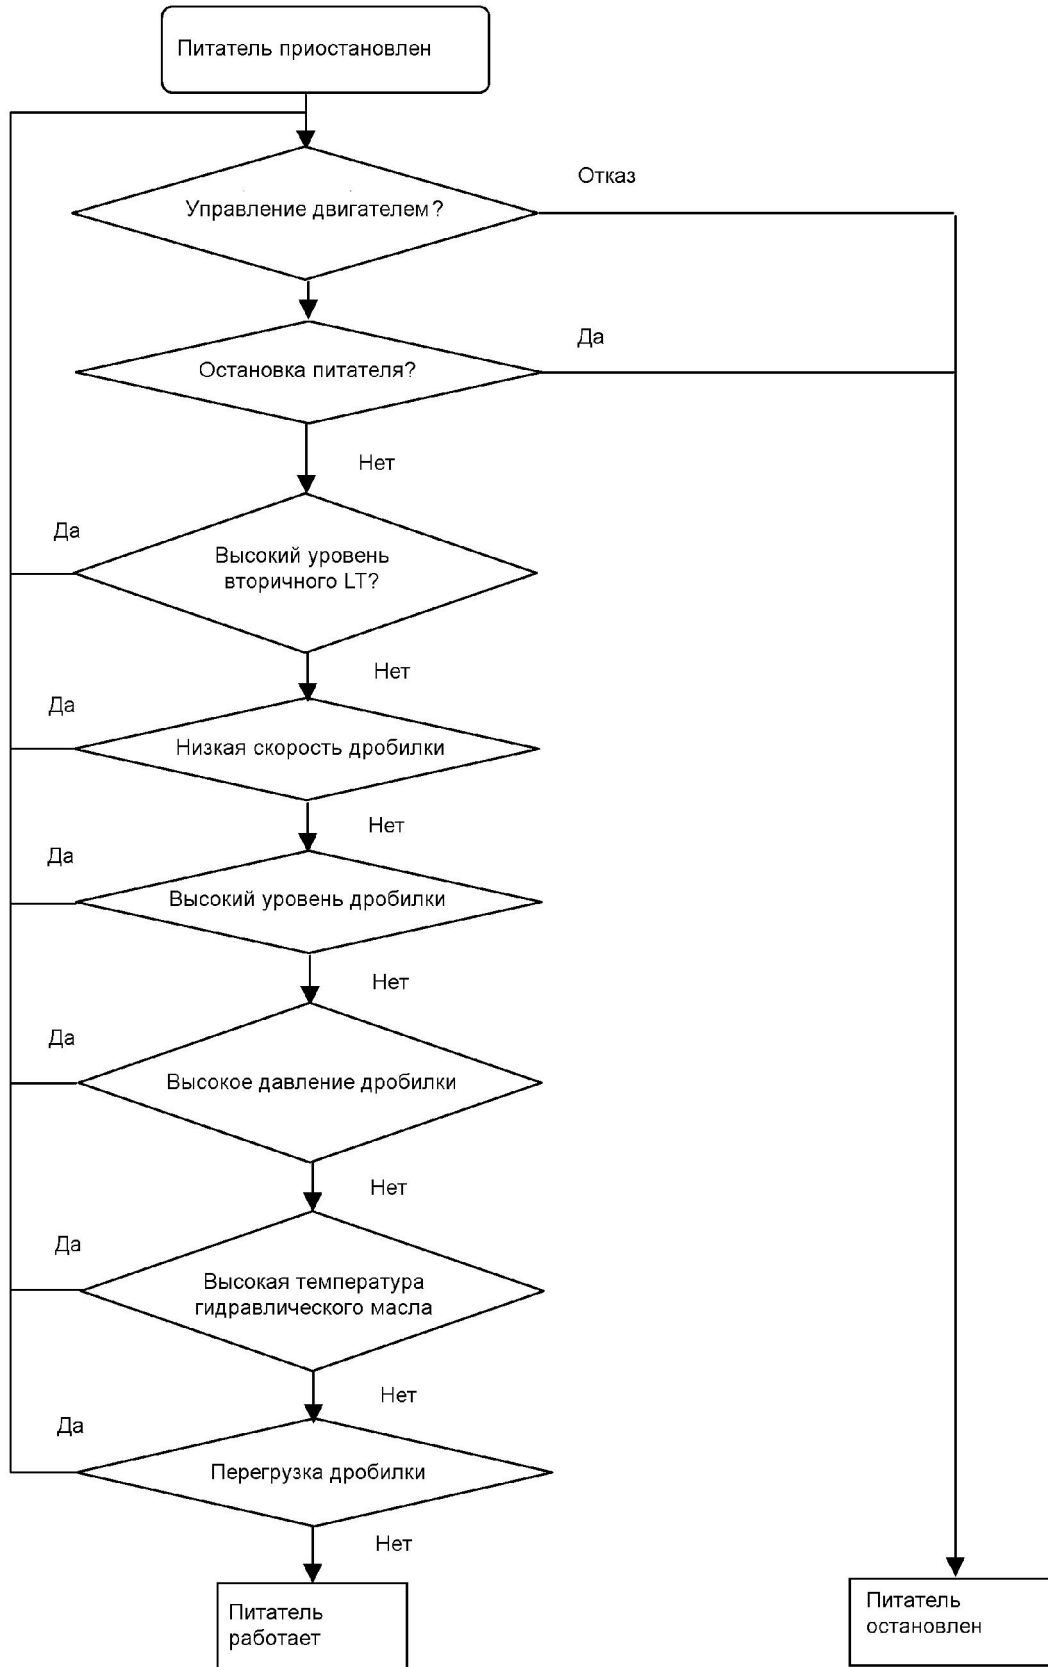 Питатель приостановлен
Отказ
Управление двигателем?
Да
Остановка питателя?
Нет
Да
Высокий уровень
вторичного LT?
Нет
Да
Низкая скорость дробилки
Нет
Да
Высокий уровень дробилки
Нет
Да
Высокое давление дробилки
Нет
Да
Высокая температура
гидравлического масла
Нет
Да
Перегрузка дробилки
Нет
Питатель
работает
Питатель
остановлен